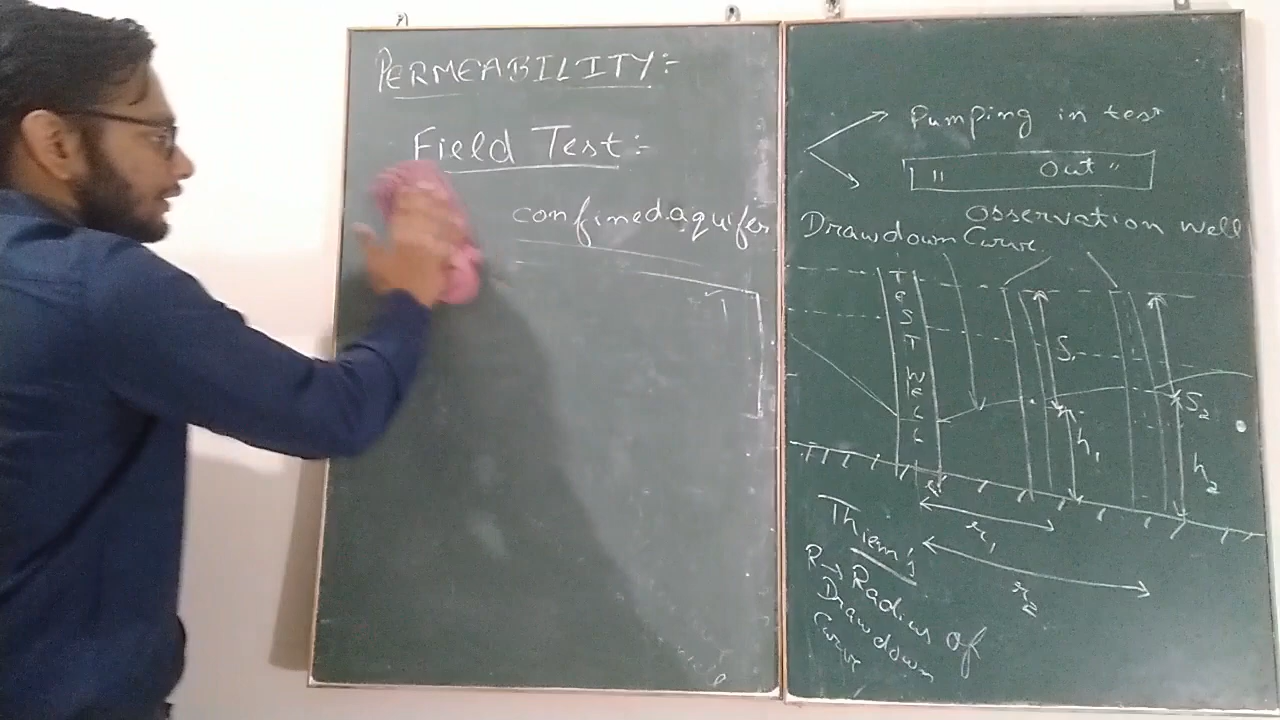 PERMEABILITY:-
Field Test:-
confined aquifer
Pumping in test
" Out "
Observation well
Drawdown Curve
TEST WELL
S₁
S₂
h₁
h₂
r
r₁
r₂
Thiem's
R → Radius of
Drawdown
Curve